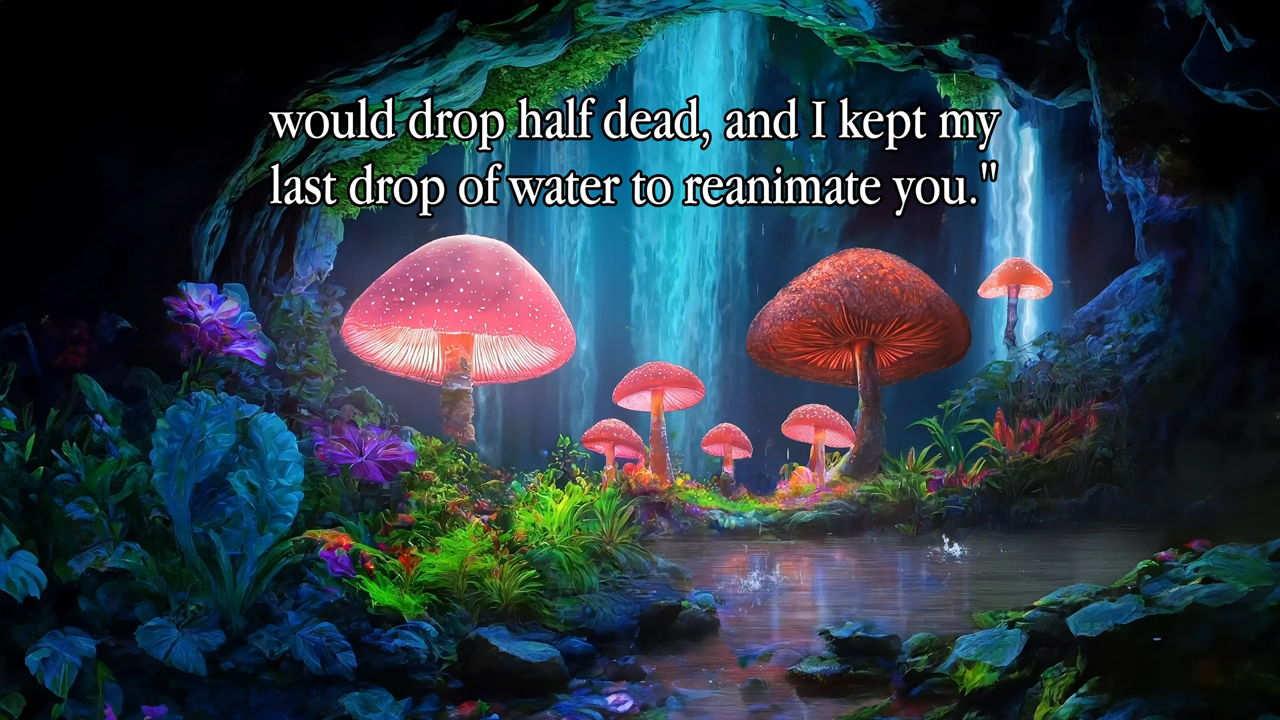 would drop half dead, and I kept my
last drop of water to reanimate you."